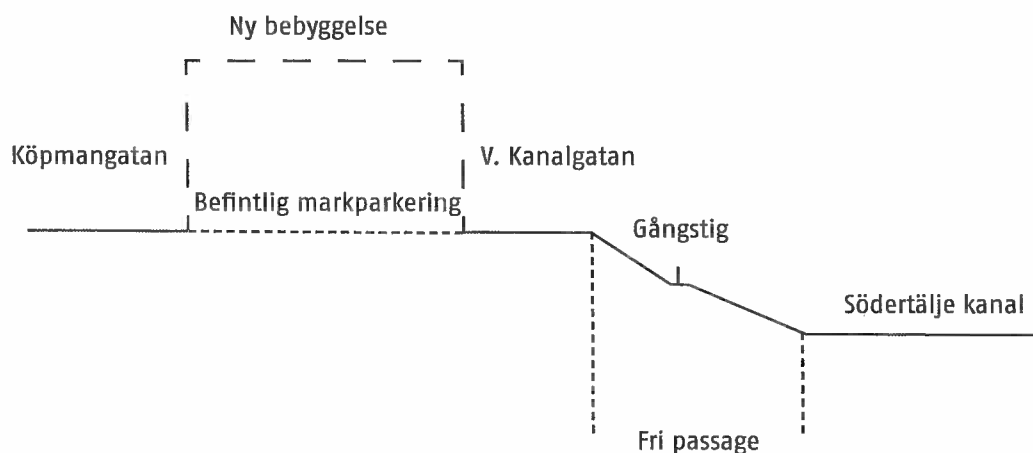 Ny bebyggelse
Köpmangatan
V. Kanalgatan
Befintlig markparkering
Gångstig
Södertälje kanal
Fri passage